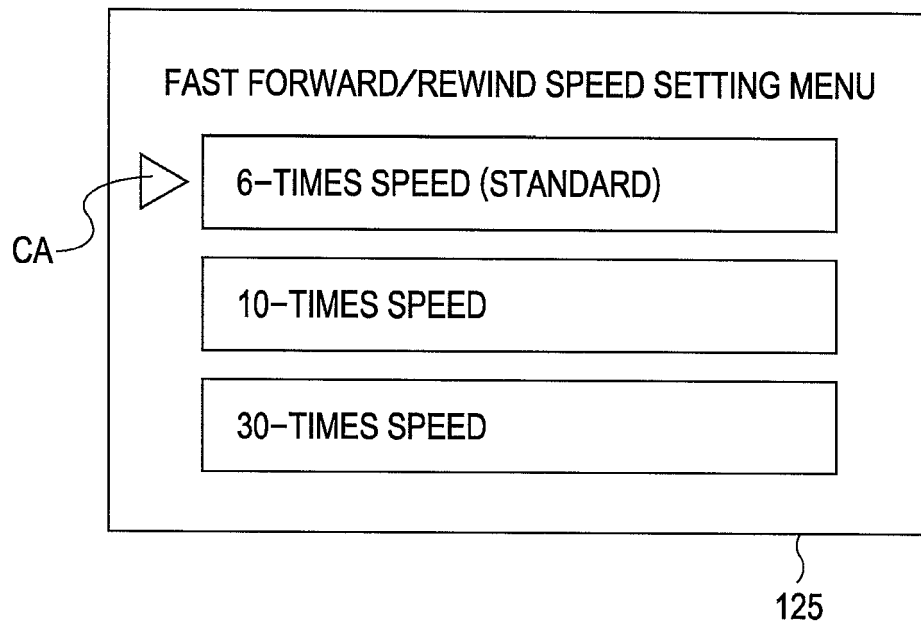 FAST FORWARD/REWIND SPEED SETTING MENU
6-TIMES SPEED (STANDARD)
CA
10-TIMES SPEED
30-TIMES SPEED
125